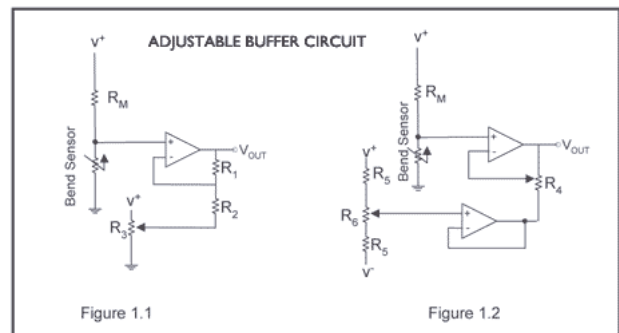 ADJUSTABLE BUFFER CIRCUIT
V+
RM
Bend Sensor
+
-
VOUT
R1
R2
V+
R3
Figure 1.1
V+
RM
Bend Sensor
+
-
VOUT
R4
V+
R5
R6
R5
V-
+
-
Figure 1.2